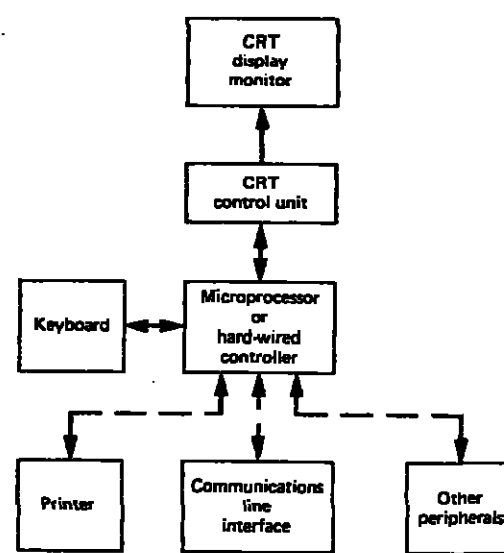 CRT
display
monitor
CRT
control unit
Keyboard
Microprocessor
or
hard-wired
controller
Printer
Communications
line
interface
Other
peripherals